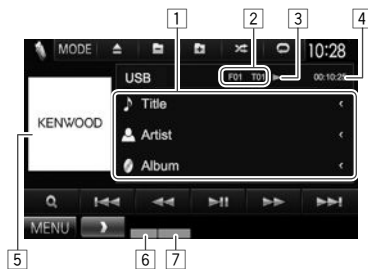 1 2 3 4
MODE 10:28
USB F01 T01 00:10:25
Title
KENWOOD
Artist
Album
MENU
5 6 7